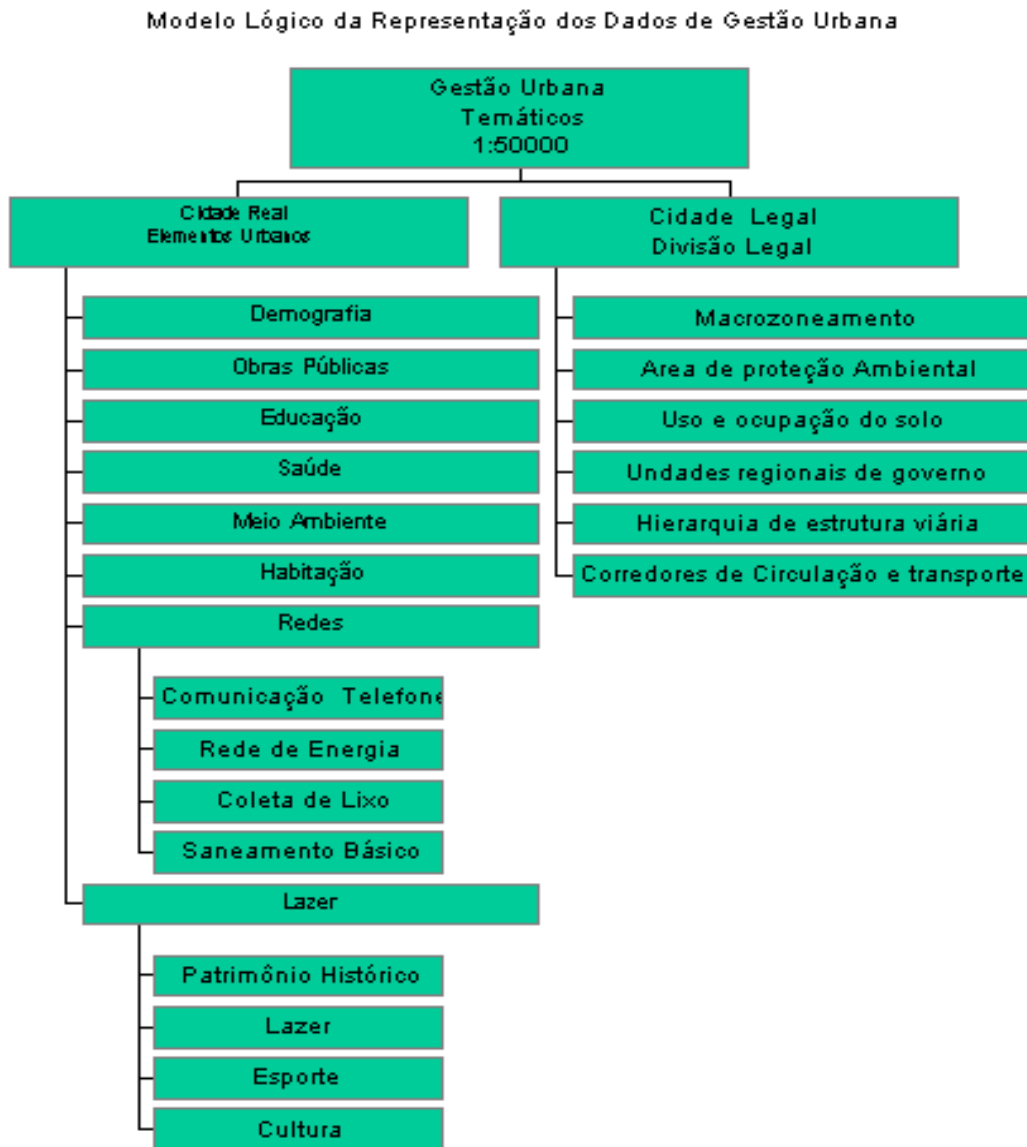 Modelo Lógico da Representação dos Dados de Gestão Urbana
Gestão Urbana
Temáticos
1:50000
Cidade Real
Elementos Urbanos
Cidade Legal
Divisão Legal
Demografia
Obras Públicas
Educação
Saúde
Meio Ambiente
Habitação
Redes
Comunicação Telefone
Rede de Energia
Coleta de Lixo
Saneamento Básico
Lazer
Patrimônio Histórico
Lazer
Esporte
Cultura
Macrozoneamento
Area de proteção Ambiental
Uso e ocupação do solo
Undades regionais de governo
Hierarquia de estrutura viária
Corredores de Circulação e transporte